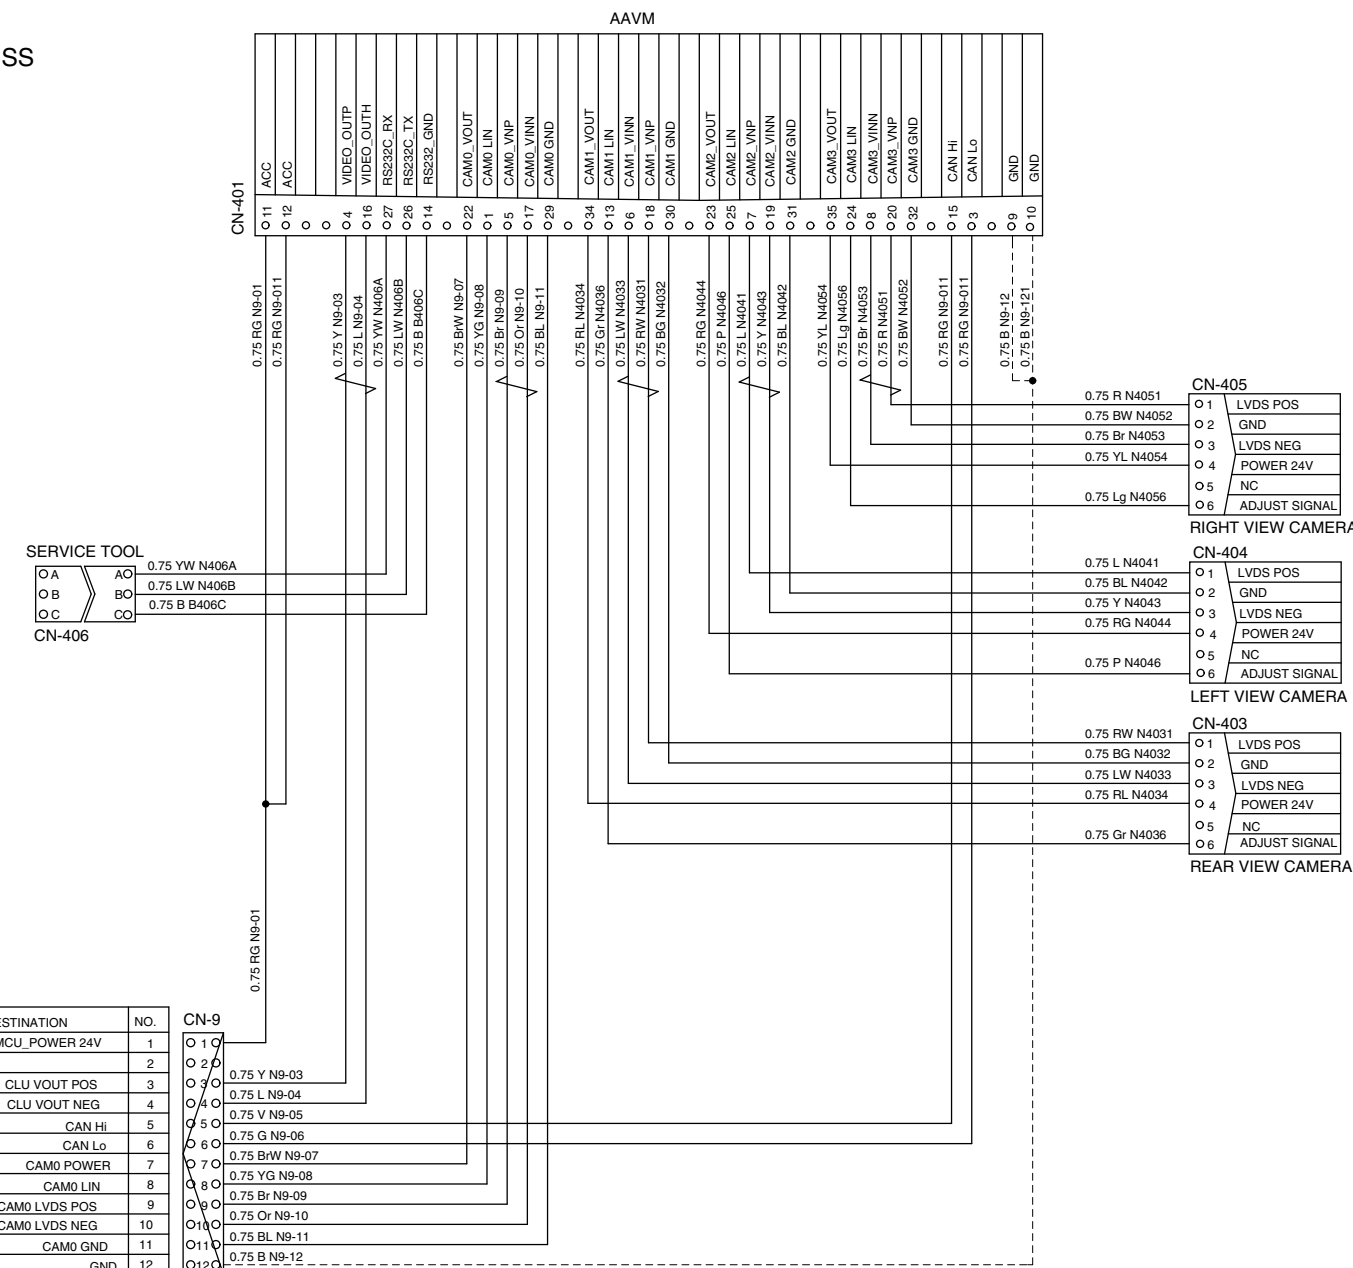 AAVM
SS
CN-401
ACC
ACC
VIDEO_OUTP
VIDEO_OUTH
RS232C_RX
RS232C_TX
RS232_GND
CAM0_VOUT
CAM0 LIN
CAM0_VNP
CAM0_VINN
CAM0 GND
CAM1_VOUT
CAM1 LIN
CAM1_VINN
CAM1_VNP
CAM1 GND
CAM2_VOUT
CAM2 LIN
CAM2_VNP
CAM2_VINN
CAM2 GND
CAM3_VOUT
CAM3 LIN
CAM3_VINN
CAM3_VNP
CAM3 GND
CAN Hi
CAN Lo
GND
GND
11 12 4 16 27 26 14 22 1 5 17 29 34 13 6 18 30 23 25 7 19 31 35 24 8 20 32 15 3 9 10
0.75 RG N9-01
0.75 RG N9-011
0.75 Y N9-03
0.75 L N9-04
0.75 YW N406A
0.75 LW N406B
0.75 B B406C
0.75 BrW N9-07
0.75 YG N9-08
0.75 Br N9-09
0.75 Or N9-10
0.75 BL N9-11
0.75 RL N4034
0.75 Gr N4036
0.75 LW N4033
0.75 RW N4031
0.75 BG N4032
0.75 RG N4044
0.75 P N4046
0.75 L N4041
0.75 Y N4043
0.75 BL N4042
0.75 YL N4054
0.75 Lg N4056
0.75 Br N4053
0.75 R N4051
0.75 BW N4052
0.75 RG N9-011
0.75 RG N9-011
0.75 B N9-12
0.75 B N9-121
CN-405
0.75 R N4051 1 LVDS POS
0.75 BW N4052 2 GND
0.75 Br N4053 3 LVDS NEG
0.75 YL N4054 4 POWER 24V
5 NC
0.75 Lg N4056 6 ADJUST SIGNAL
RIGHT VIEW CAMERA
CN-404
0.75 L N4041 1 LVDS POS
0.75 BL N4042 2 GND
0.75 Y N4043 3 LVDS NEG
0.75 RG N4044 4 POWER 24V
5 NC
0.75 P N4046 6 ADJUST SIGNAL
LEFT VIEW CAMERA
CN-403
0.75 RW N4031 1 LVDS POS
0.75 BG N4032 2 GND
0.75 LW N4033 3 LVDS NEG
0.75 RL N4034 4 POWER 24V
5 NC
0.75 Gr N4036 6 ADJUST SIGNAL
REAR VIEW CAMERA
SERVICE TOOL
A A 0.75 YW N406A
B B 0.75 LW N406B
C C 0.75 B B406C
CN-406
0.75 RG N9-01
ESTINATION NO. CN-9
MCU_POWER 24V 1 1
2 2
CLU VOUT POS 3 3 0.75 Y N9-03
CLU VOUT NEG 4 4 0.75 L N9-04
CAN Hi 5 5 0.75 V N9-05
CAN Lo 6 6 0.75 G N9-06
CAM0 POWER 7 7 0.75 BrW N9-07
CAM0 LIN 8 8 0.75 YG N9-08
CAM0 LVDS POS 9 9 0.75 Br N9-09
CAM0 LVDS NEG 10 10 0.75 Or N9-10
CAM0 GND 11 11 0.75 BL N9-11
GND 12 12 0.75 B N9-12